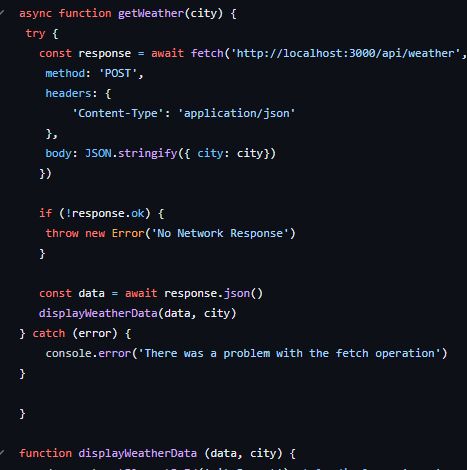 async function getWeather(city) {
try {
const response = await fetch('http://localhost:3000/api/weather',
method: 'POST',
headers: {
'Content-Type': 'application/json'
},
body: JSON.stringify({ city: city})
})
if (!response.ok) {
throw new Error('No Network Response')
}
const data = await response.json()
displayWeatherData(data, city)
} catch (error) {
console.error('There was a problem with the fetch operation')
}
}
function displayWeatherData (data, city) {